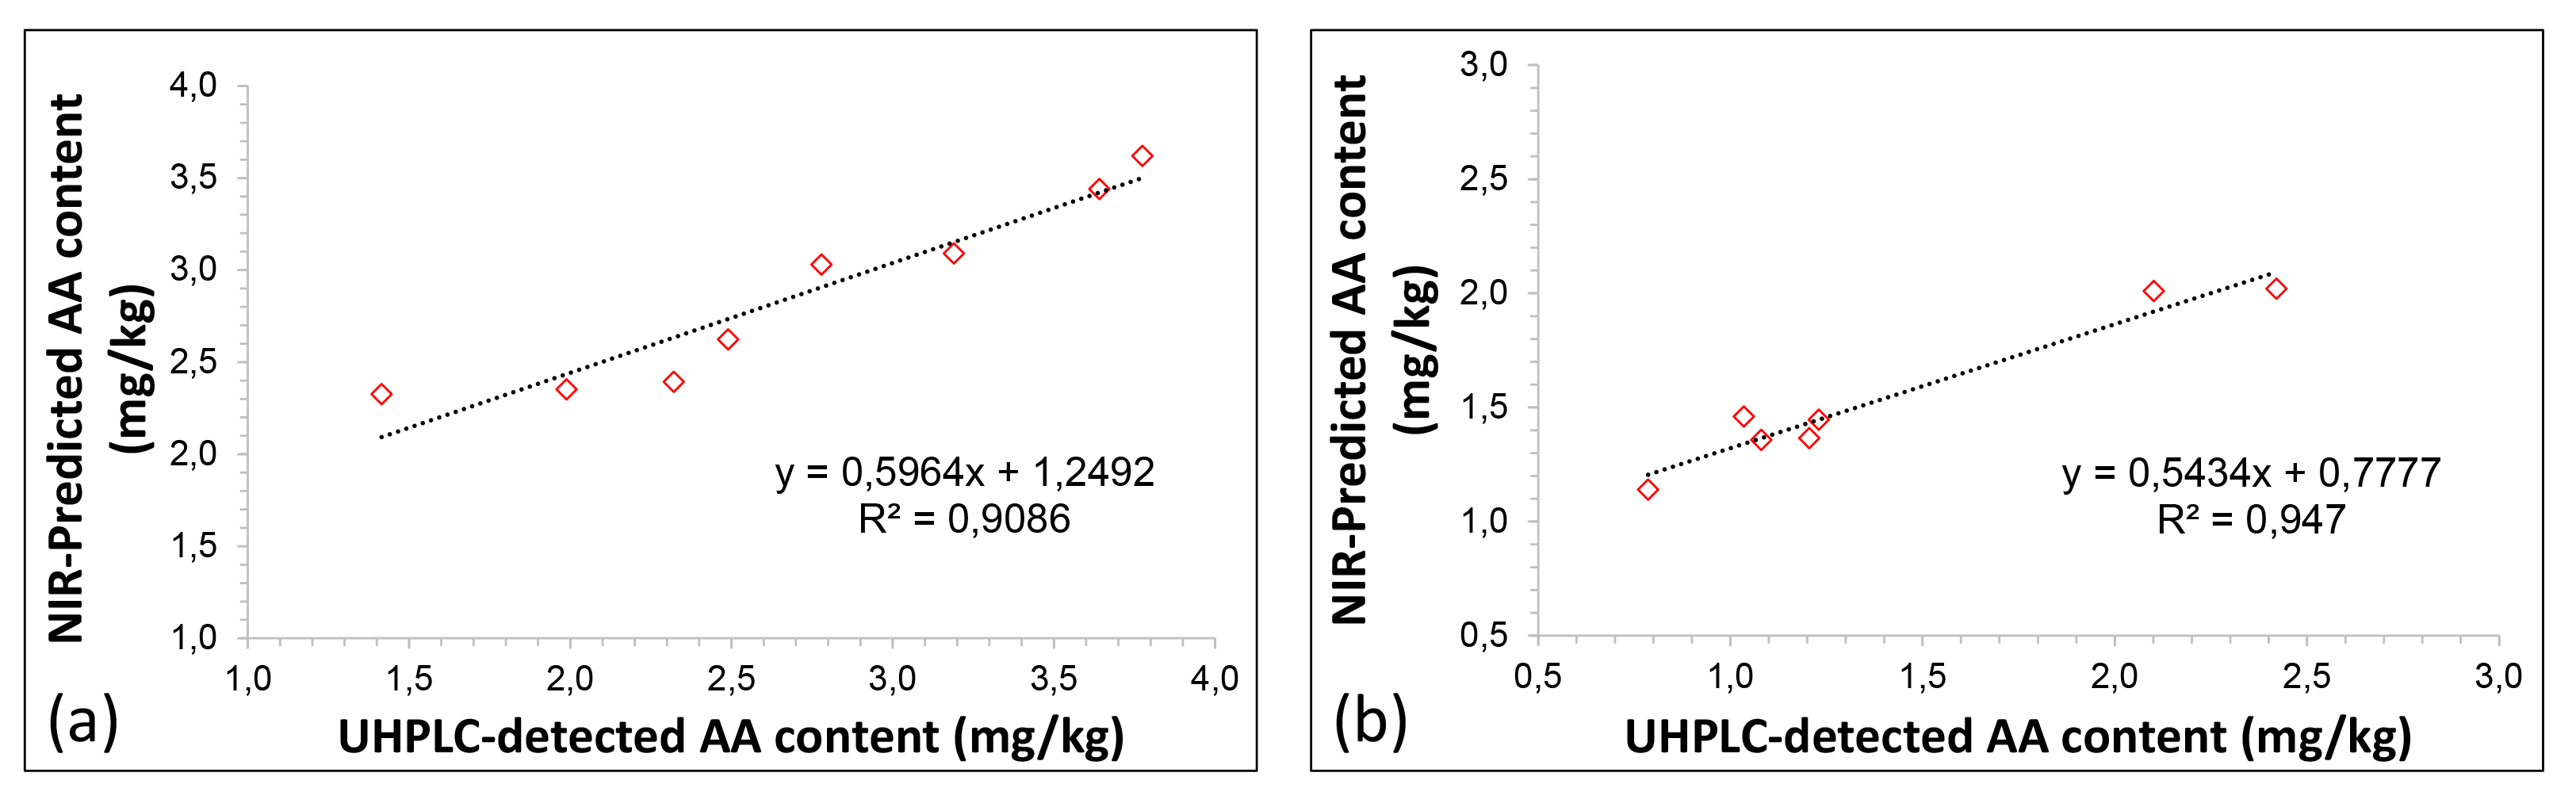 NIR-Predicted AA content
(mg/kg)
4,0
3,5
3,0
2,5
2,0
1,5
1,0
1,0 1,5 2,0 2,5 3,0 3,5 4,0
y = 0,5964x + 1,2492
R² = 0,9086
UHPLC-detected AA content (mg/kg)
(a)
NIR-Predicted AA content
(mg/kg)
3,0
2,5
2,0
1,5
1,0
0,5
0,5 1,0 1,5 2,0 2,5 3,0
y = 0,5434x + 0,7777
R² = 0,947
UHPLC-detected AA content (mg/kg)
(b)